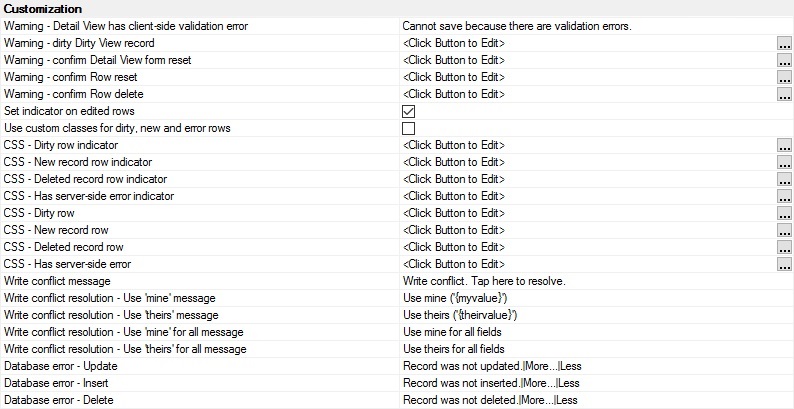 Customization
Warning - Detail View has client-side validation error Cannot save because there are validation errors.
Warning - dirty Dirty View record <Click Button to Edit> ...
Warning - confirm Detail View form reset <Click Button to Edit> ...
Warning - confirm Row reset <Click Button to Edit> ...
Warning - confirm Row delete <Click Button to Edit> ...
Set indicator on edited rows
Use custom classes for dirty, new and error rows
CSS - Dirty row indicator <Click Button to Edit> ...
CSS - New record row indicator <Click Button to Edit> ...
CSS - Deleted record row indicator <Click Button to Edit> ...
CSS - Has server-side error indicator <Click Button to Edit> ...
CSS - Dirty row <Click Button to Edit> ...
CSS - New record row <Click Button to Edit> ...
CSS - Deleted record row <Click Button to Edit> ...
CSS - Has server-side error <Click Button to Edit> ...
Write conflict message Write conflict. Tap here to resolve.
Write conflict resolution - Use 'mine' message Use mine ('{myvalue}')
Write conflict resolution - Use 'theirs' message Use theirs ('{theirvalue}')
Write conflict resolution - Use 'mine' for all message Use mine for all fields
Write conflict resolution - Use 'theirs' for all message Use theirs for all fields
Database error - Update Record was not updated.|More...|Less
Database error - Insert Record was not inserted.|More...|Less
Database error - Delete Record was not deleted.|More...|Less